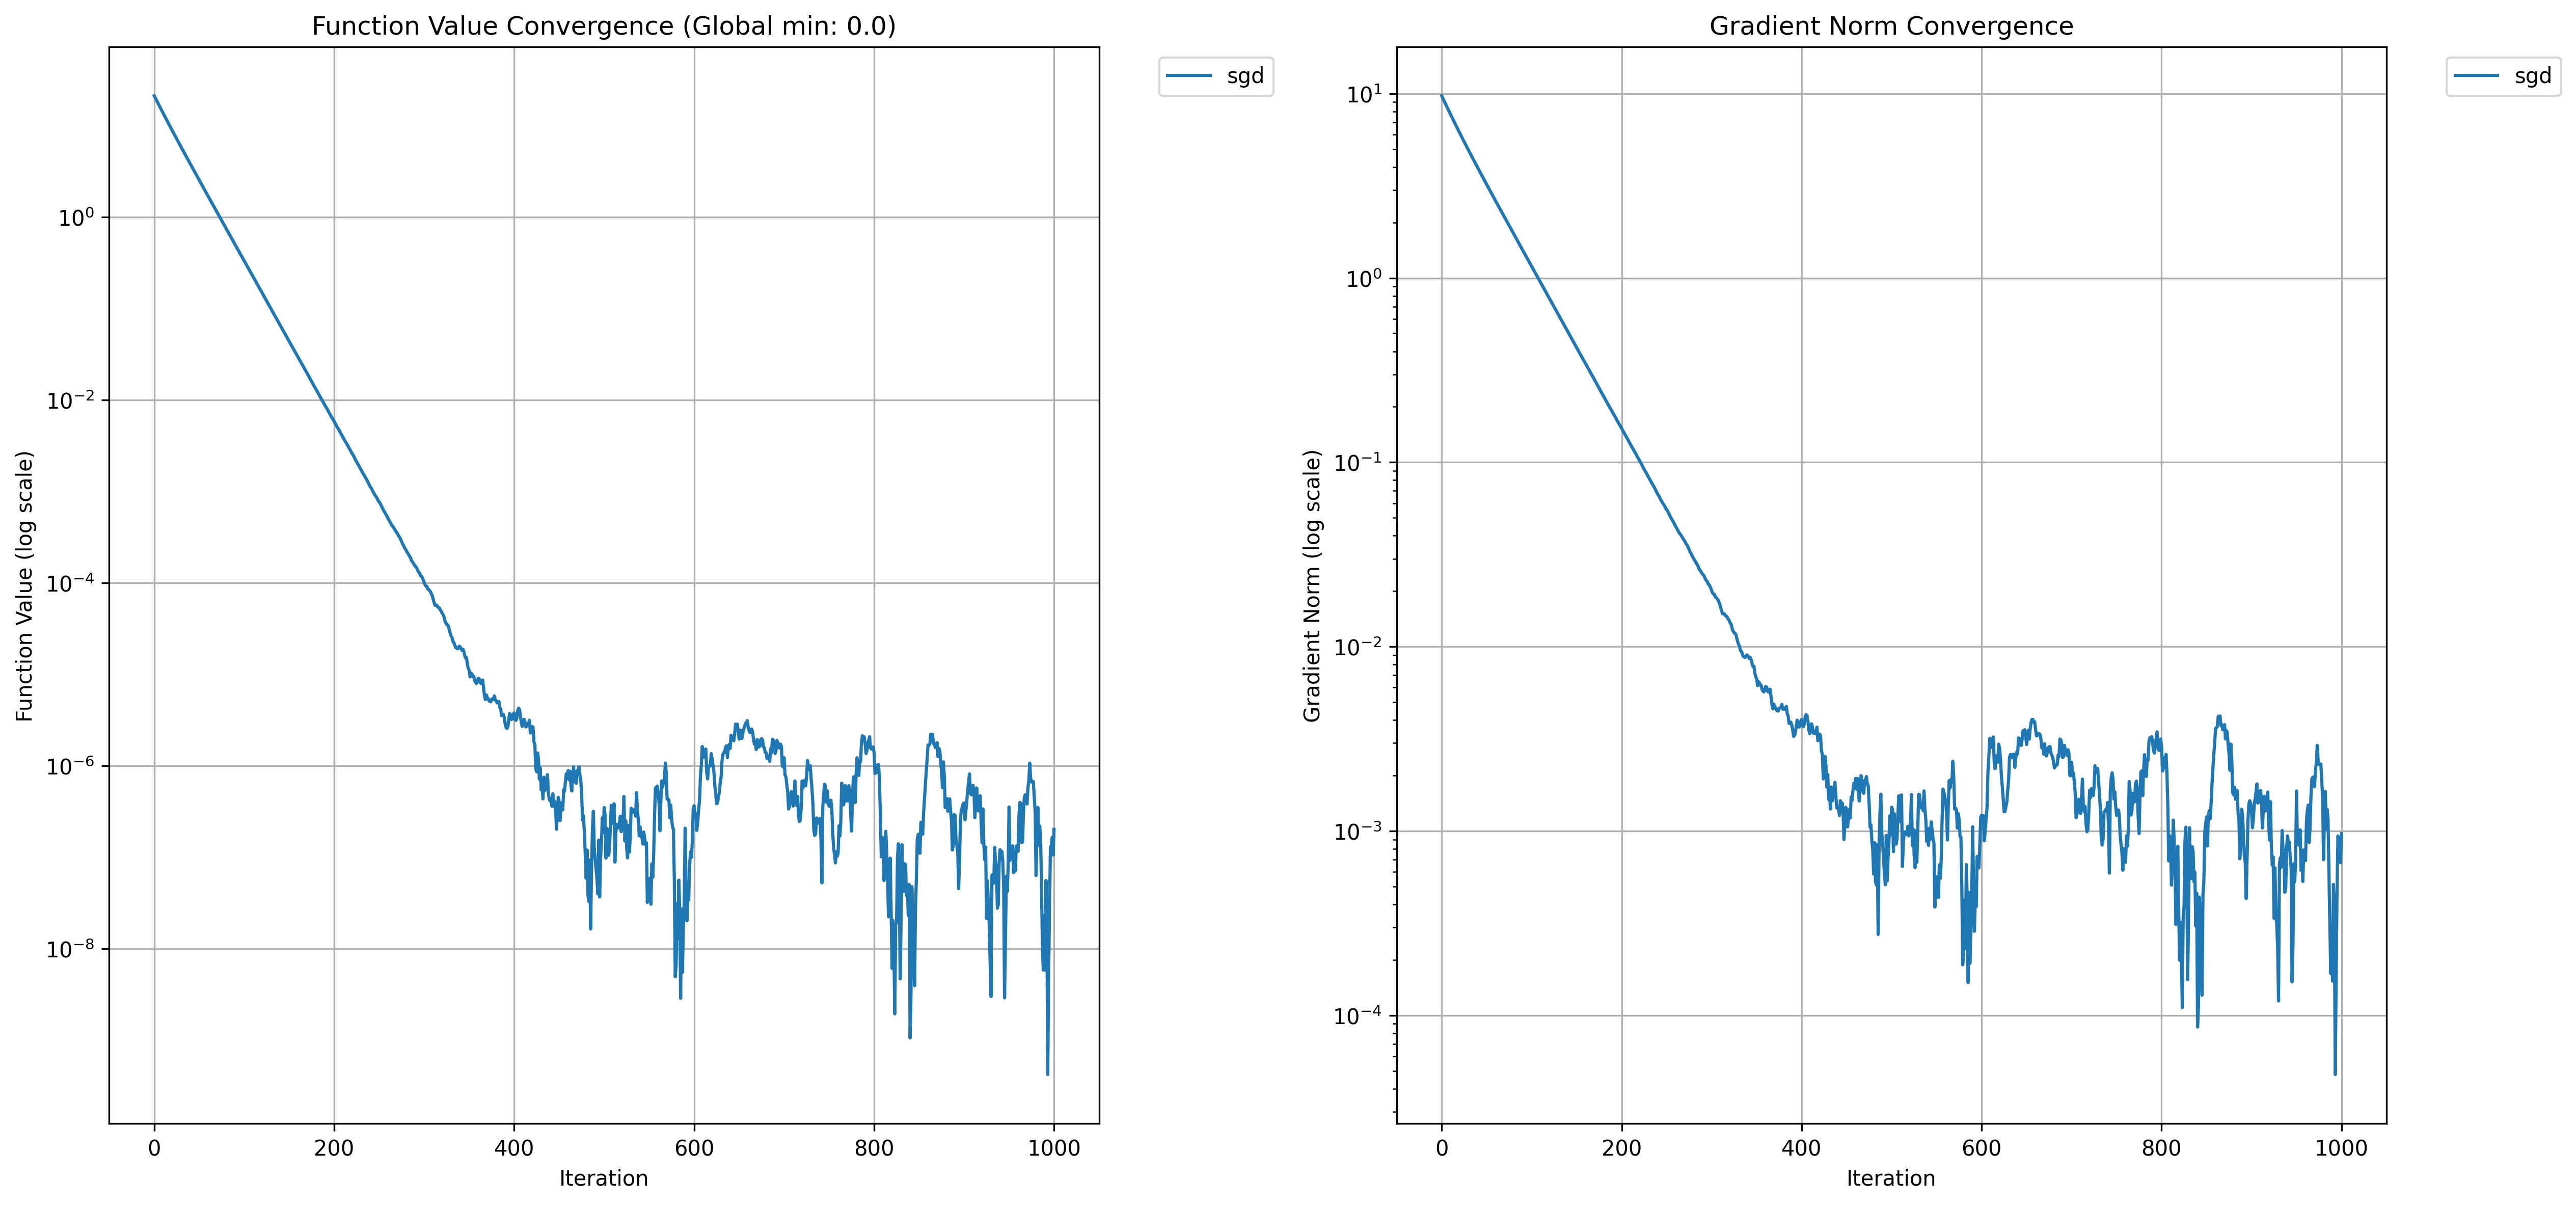 Function Value Convergence (Global min: 0.0)
sgd
10⁰
10⁻²
10⁻⁴
10⁻⁶
10⁻⁸
Function Value (log scale)
0 200 400 600 800 1000
Iteration
Gradient Norm Convergence
sgd
10¹
10⁰
10⁻¹
10⁻²
10⁻³
10⁻⁴
Gradient Norm (log scale)
0 200 400 600 800 1000
Iteration